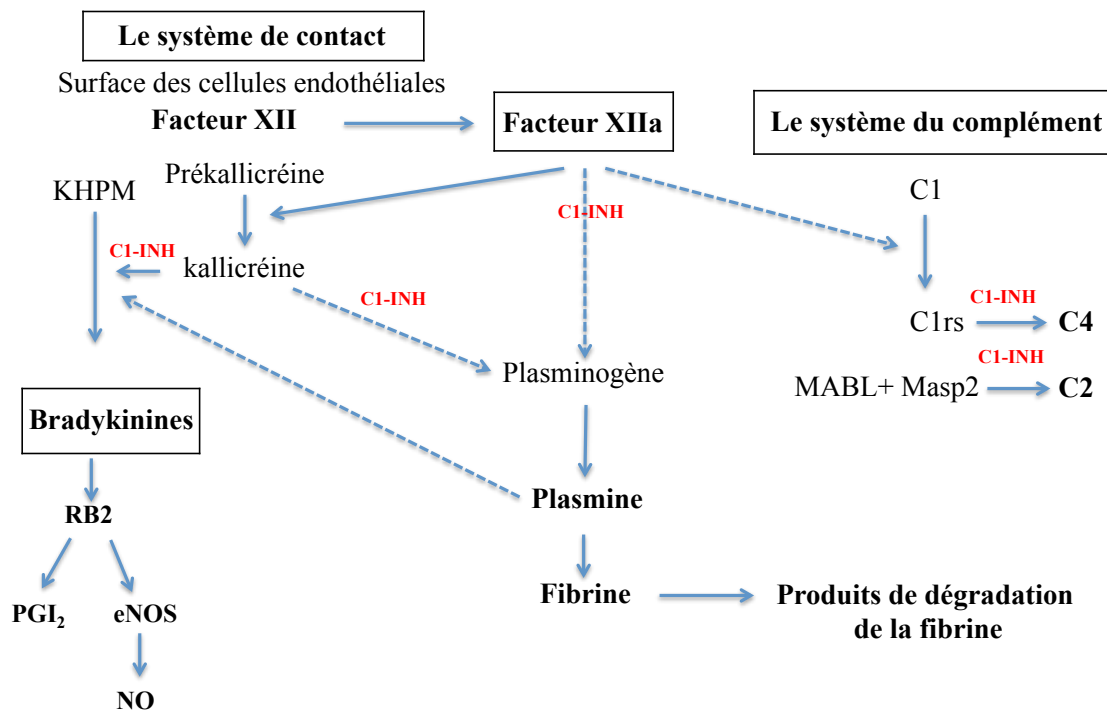 Le système de contact
Surface des cellules endothéliales
Facteur XII
Facteur XIIa
Le système du complément
KHPM
Prékallicréine
C1-INH
C1
C1-INH
kallicréine
C1-INH
C1rs
C1-INH
C4
Plasminogène
C1-INH
MABL+ Masp2
C2
Bradykinines
Plasmine
RB2
PGI₂
eNOS
Fibrine
Produits de dégradation
de la fibrine
NO